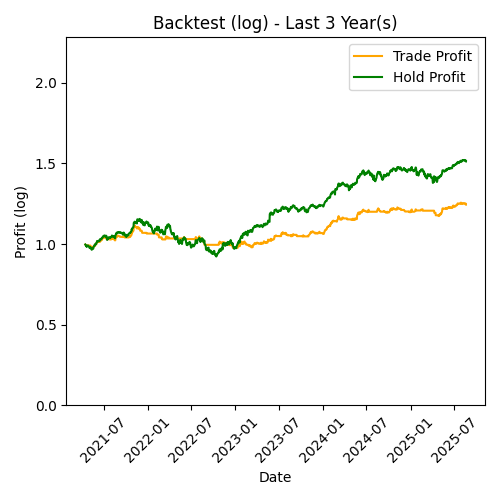 Backtest (log) - Last 3 Year(s)
Trade Profit
Hold Profit
Profit (log)
2.0
1.5
1.0
0.5
0.0
2021-07
2022-01
2022-07
2023-01
2023-07
2024-01
2024-07
2025-01
2025-07
Date